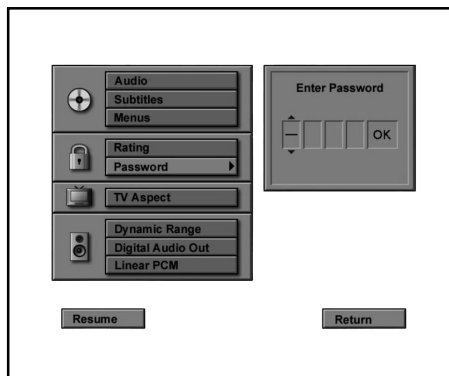 Audio
Subtitles
Menus
Rating
Password
TV Aspect
Dynamic Range
Digital Audio Out
Linear PCM
Enter Password
OK
Resume
Return